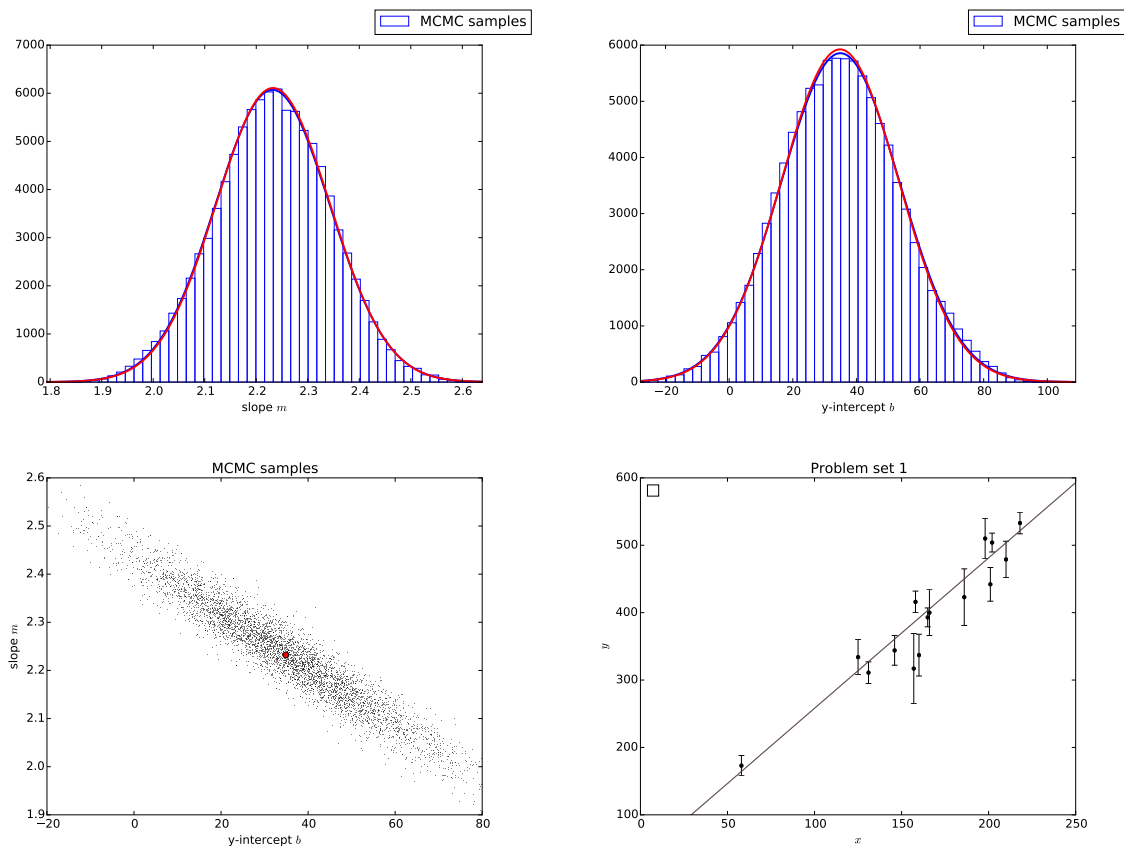 MCMC samples
7000
6000
5000
4000
3000
2000
1000
0
1.8 1.9 2.0 2.1 2.2 2.3 2.4 2.5 2.6
slope m
MCMC samples
6000
5000
4000
3000
2000
1000
0
−20 0 20 40 60 80 100
y-intercept b
MCMC samples
2.6
2.5
2.4
2.3
2.2
2.1
2.0
1.9
slope m
−20 0 20 40 60 80
y-intercept b
Problem set 1
600
500
400
300
200
100
y
0 50 100 150 200 250
x